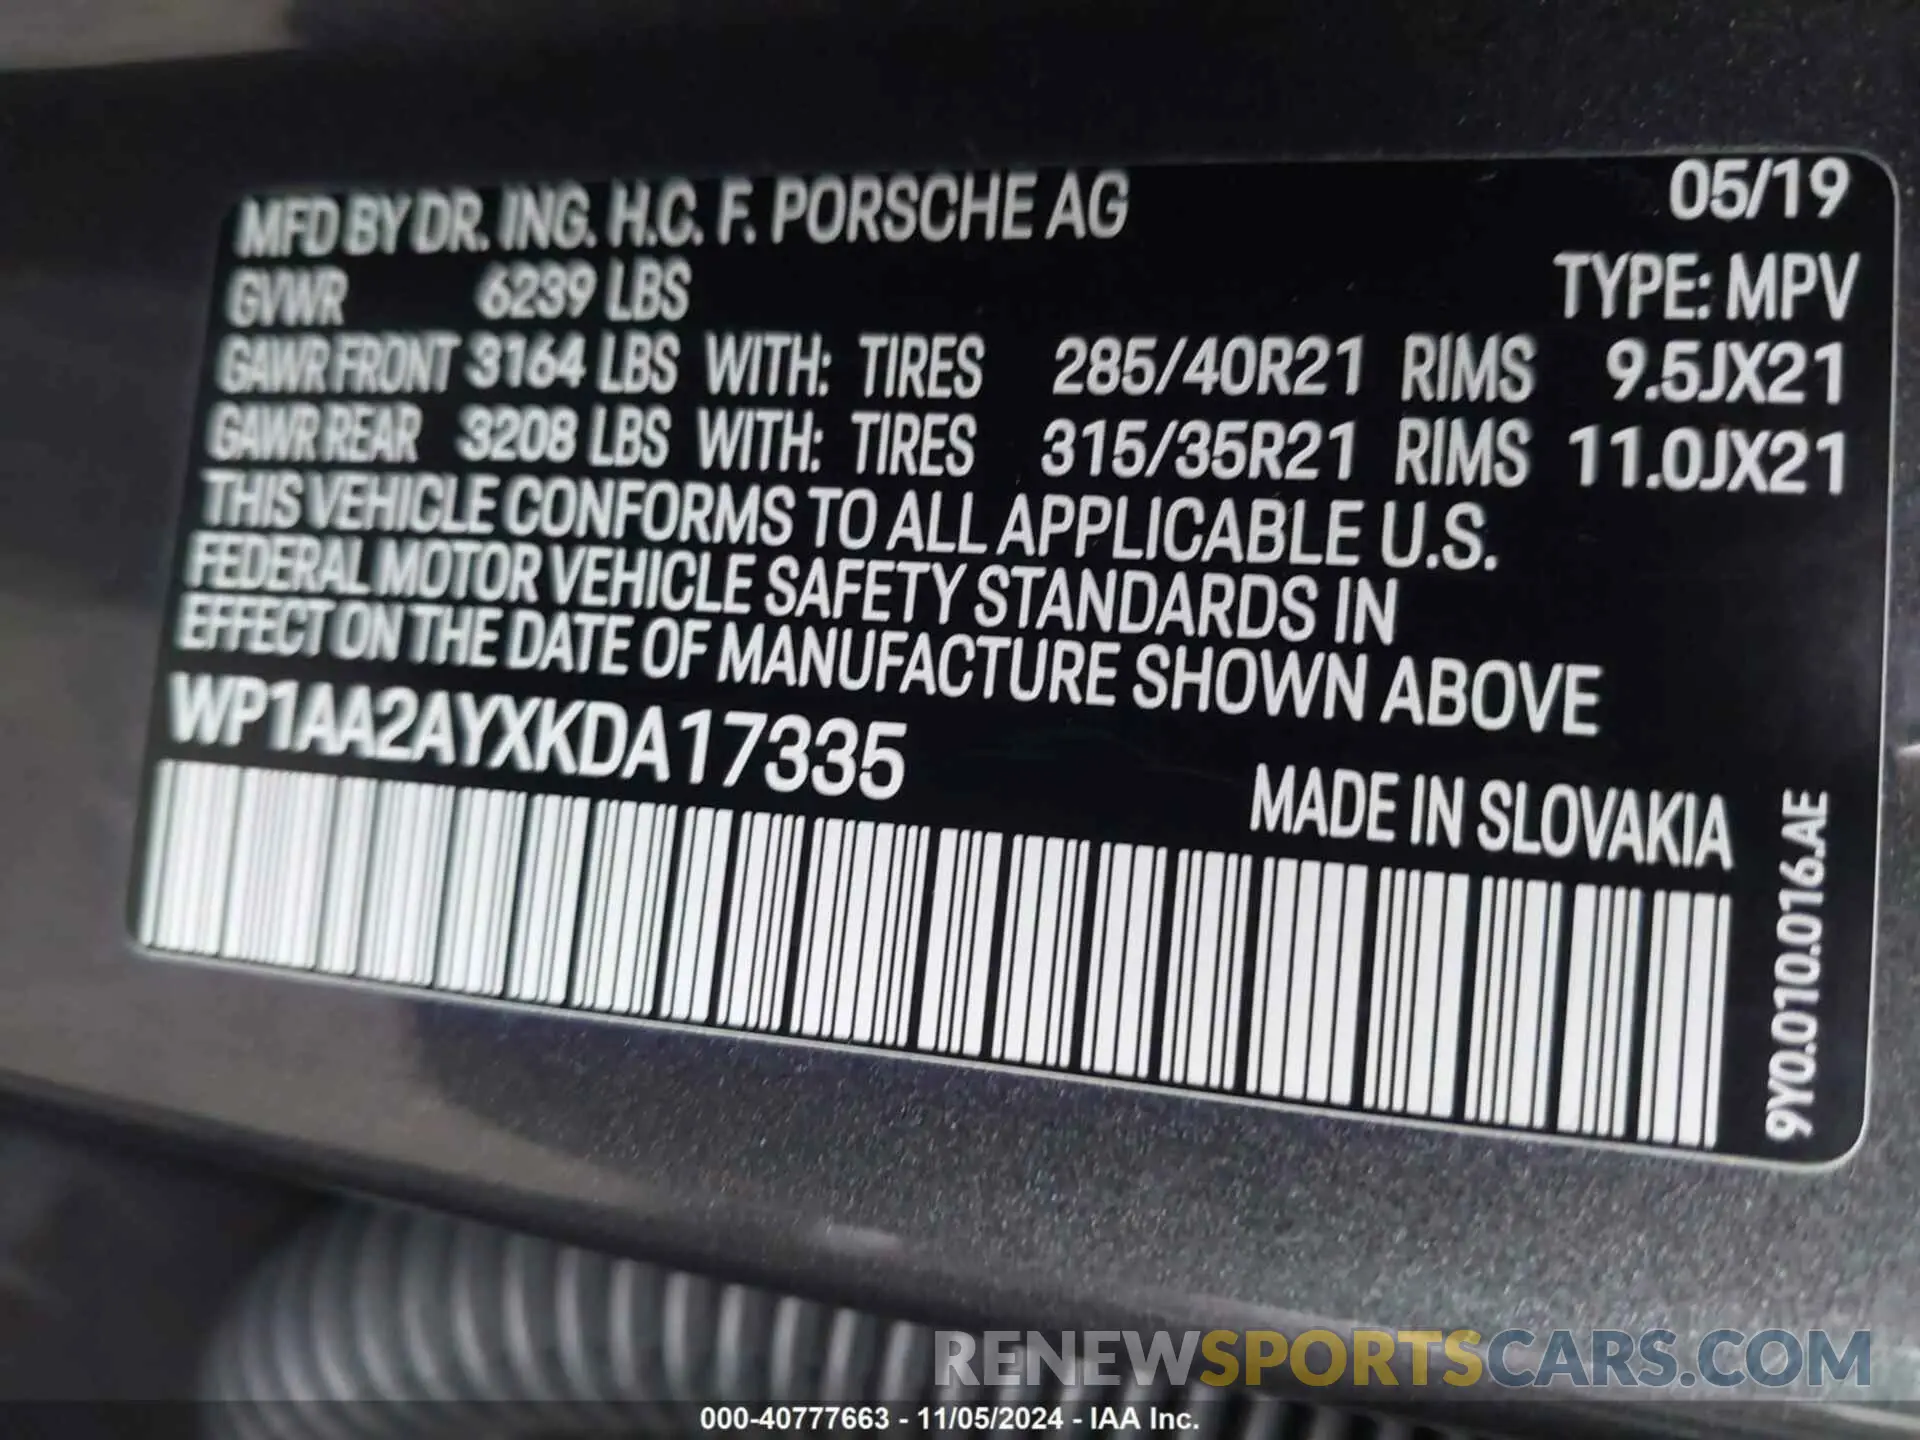 MFD BY DR. ING. H.C. F. PORSCHE AG 05/19
GVWR 6239 LBS TYPE: MPV
GAWR FRONT 3164 LBS WITH: TIRES 285/40R21 RIMS 9.5JX21
GAWR REAR 3208 LBS WITH: TIRES 315/35R21 RIMS 11.0JX21
THIS VEHICLE CONFORMS TO ALL APPLICABLE U.S.
FEDERAL MOTOR VEHICLE SAFETY STANDARDS IN
EFFECT ON THE DATE OF MANUFACTURE SHOWN ABOVE
WP1AA2AYXKDA17335
MADE IN SLOVAKIA
9Y0.010.016.AE
RENEWSPORTSCARS.COM
000-40777663 - 11/05/2024 - IAA Inc.